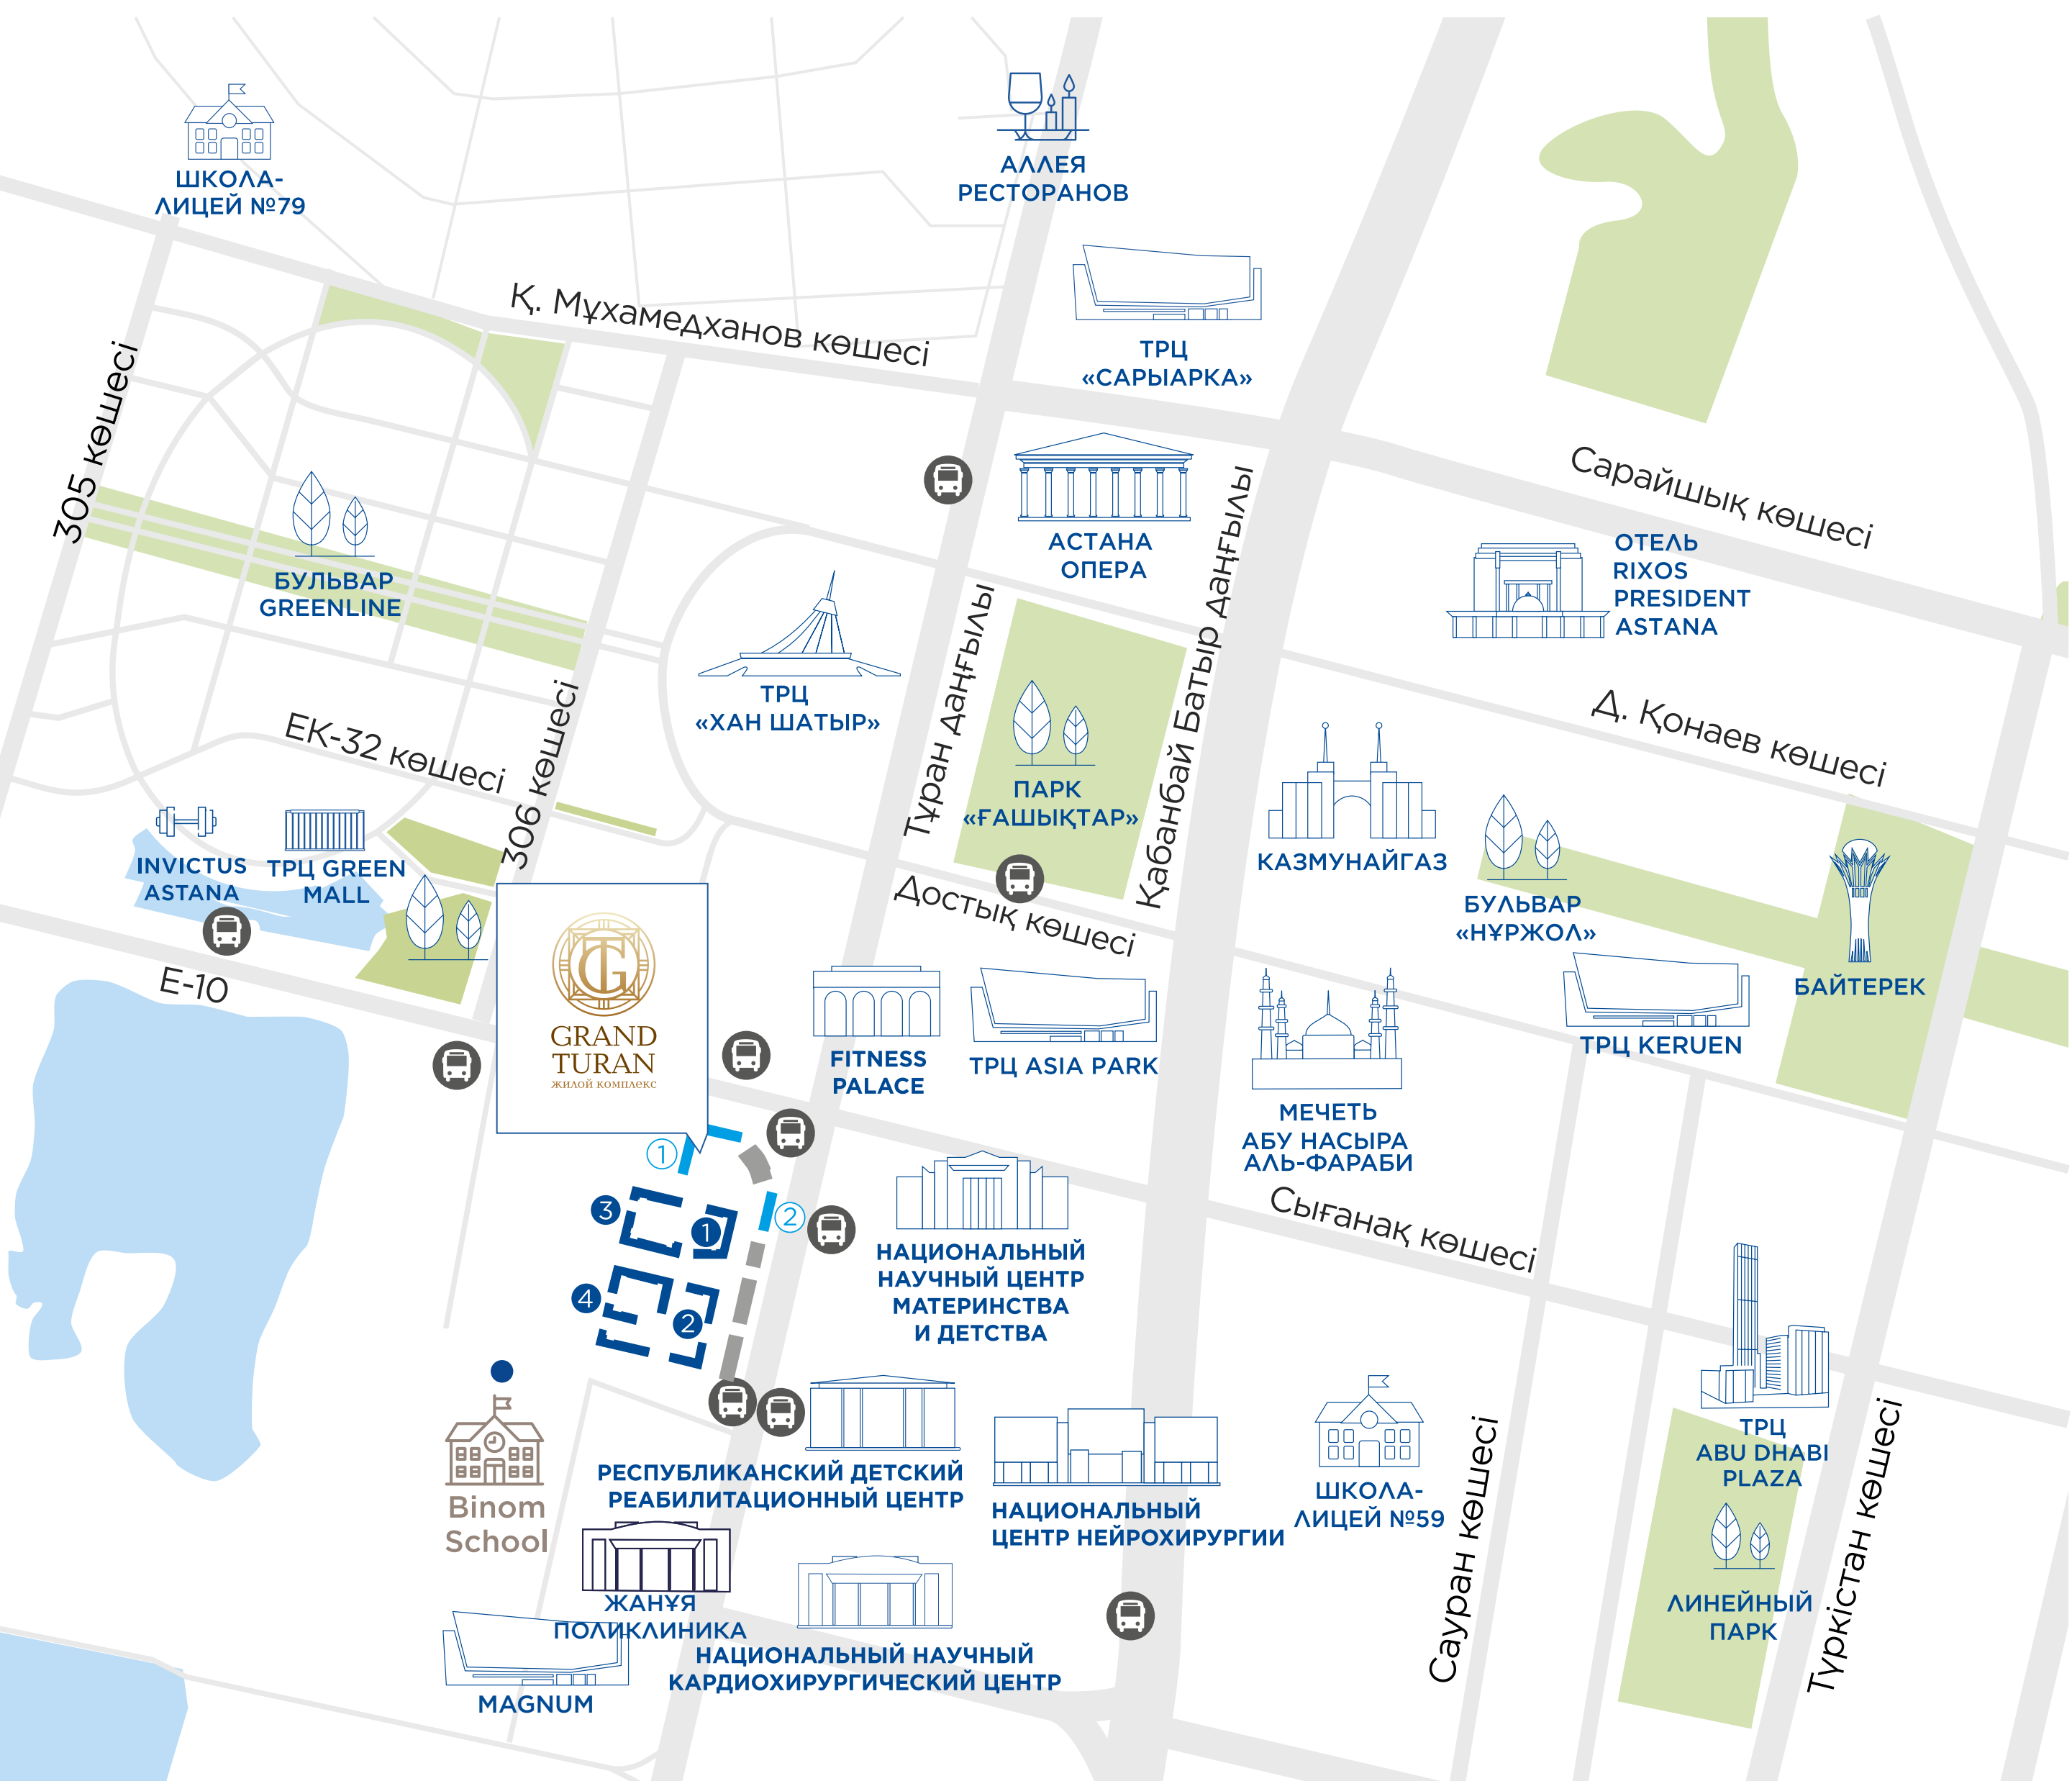 ШКОЛА-
ЛИЦЕЙ №79
АЛЛЕЯ
РЕСТОРАНОВ
ТРЦ
«САРЫАРКА»
Қ. Мұхамедханов көшесі
305 көшесі
Сарайшық көшесі
АСТАНА
ОПЕРА
ОТЕЛЬ
RIXOS
PRESIDENT
ASTANA
БУЛЬВАР
GREENLINE
ТРЦ
«ХАН ШАТЫР»
Тұран даңғылы
Қабанбай Батыр даңғылы
Д. Қонаев көшесі
ЕК-32 көшесі
306 көшесі
ПАРК
«ҒАШЫҚТАР»
КАЗМУНАЙГАЗ
INVICTUS
ASTANA
ТРЦ GREEN
MALL
Достық көшесі
БУЛЬВАР
«НҰРЖОЛ»
БАЙТЕРЕК
Е-10
GRAND
TURAN
ЖИЛОЙ КОМПЛЕКС
FITNESS
PALACE
ТРЦ ASIA PARK
ТРЦ KERUEN
МЕЧЕТЬ
АБУ НАСЫРА
АЛЬ-ФАРАБИ
1
2
3
1
4
2
Сығанақ көшесі
НАЦИОНАЛЬНЫЙ
НАУЧНЫЙ ЦЕНТР
МАТЕРИНСТВА
И ДЕТСТВА
Binom
School
РЕСПУБЛИКАНСКИЙ ДЕТСКИЙ
РЕАБИЛИТАЦИОННЫЙ ЦЕНТР
НАЦИОНАЛЬНЫЙ
ЦЕНТР НЕЙРОХИРУРГИИ
ШКОЛА-
ЛИЦЕЙ №59
Сауран көшесі
ТРЦ
ABU DHABI
PLAZA
ЛИНЕЙНЫЙ
ПАРК
Түркістан көшесі
ЖАНҰЯ
ПОЛИКЛИНИКА
НАЦИОНАЛЬНЫЙ НАУЧНЫЙ
КАРДИОХИРУРГИЧЕСКИЙ ЦЕНТР
MAGNUM